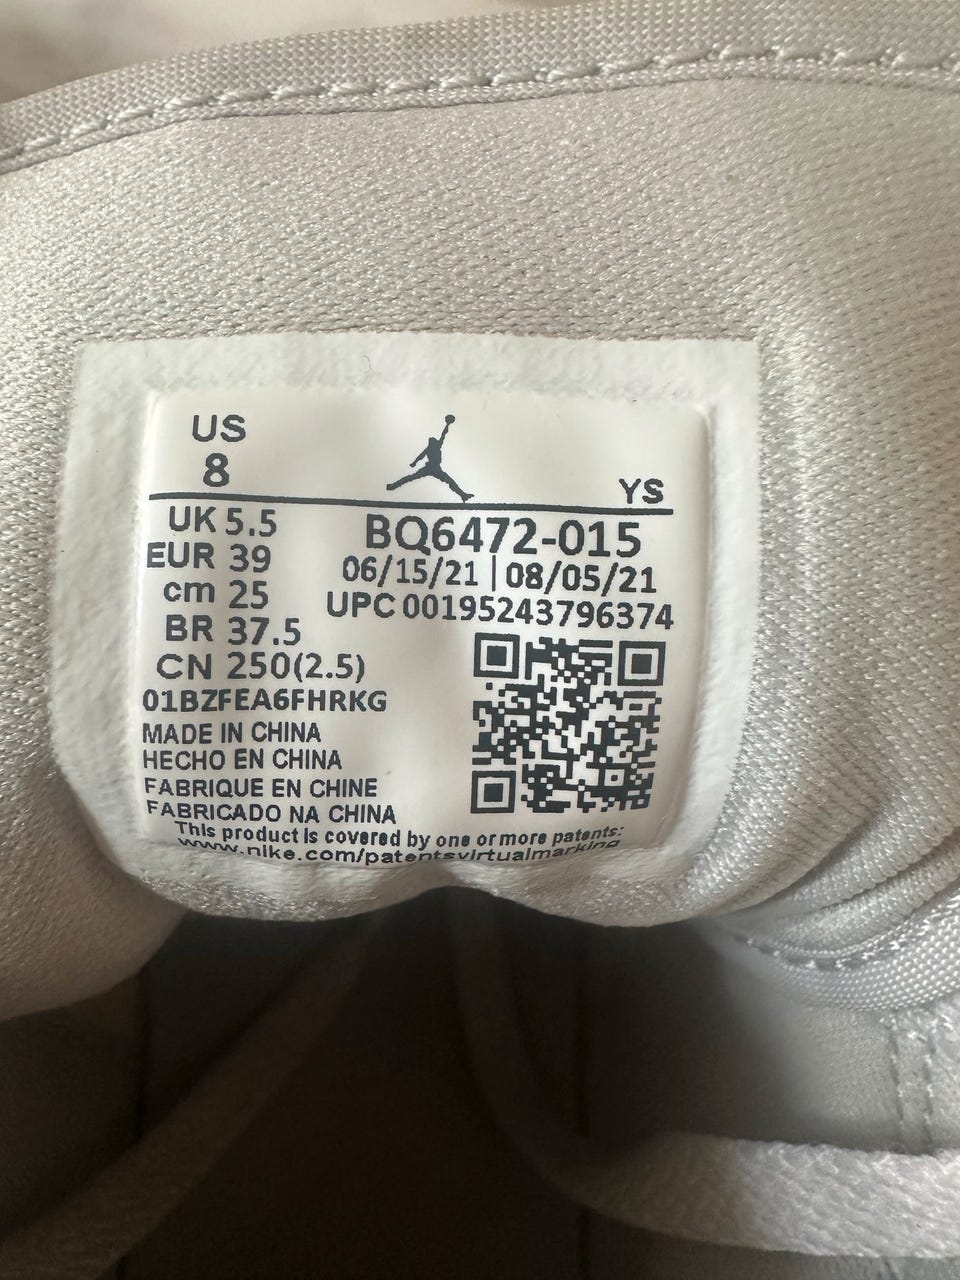 US
8
YS
UK 5.5
EUR 39
cm 25
BR 37.5
CN 250(2.5)
BQ6472-015
06/15/21 | 08/05/21
UPC 00195243796374
01BZFEA6FHRKG
MADE IN CHINA
HECHO EN CHINA
FABRIQUE EN CHINE
FABRICADO NA CHINA
This product is covered by one or more patents:
www.nike.com/patentsvirtualmarking